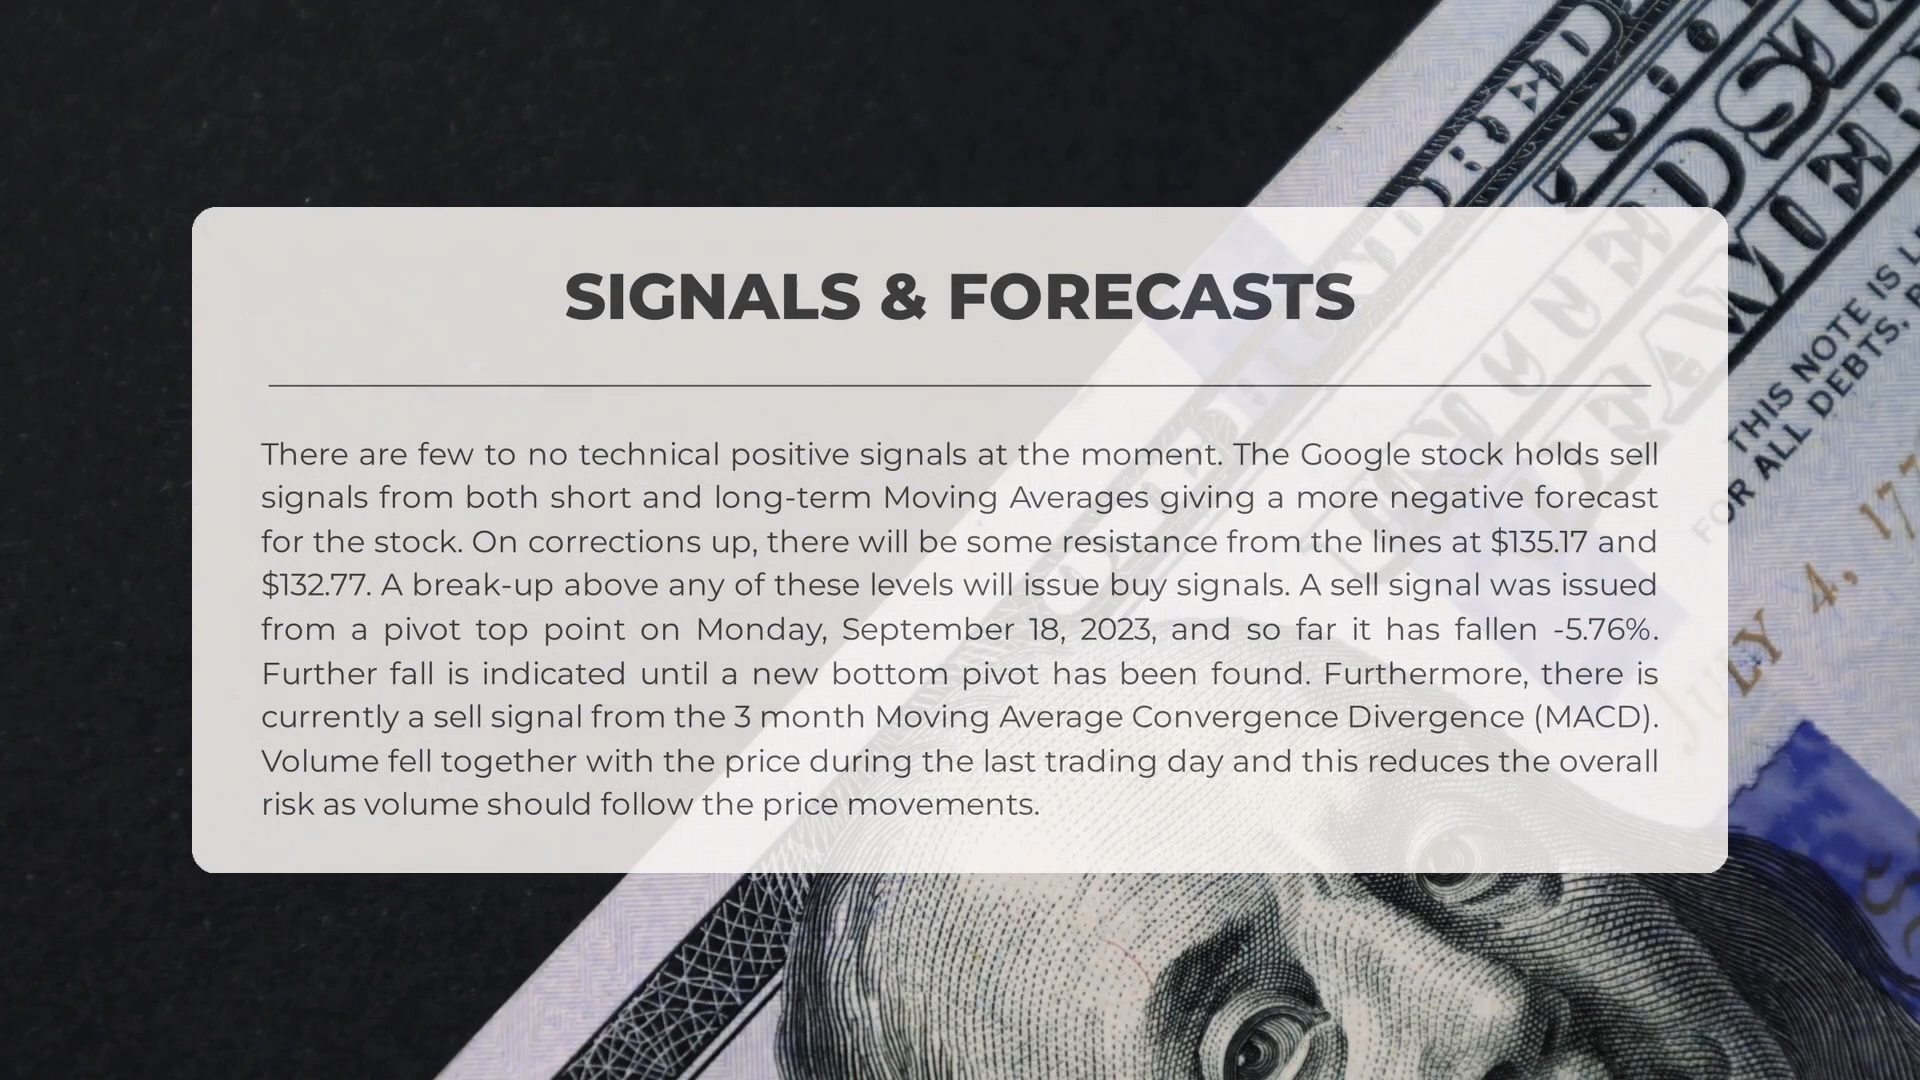 SIGNALS & FORECASTS
There are few to no technical positive signals at the moment. The Google stock holds sell
signals from both short and long-term Moving Averages giving a more negative forecast
for the stock. On corrections up, there will be some resistance from the lines at $135.17 and
$132.77. A break-up above any of these levels will issue buy signals. A sell signal was issued
from a pivot top point on Monday, September 18, 2023, and so far it has fallen -5.76%.
Further fall is indicated until a new bottom pivot has been found. Furthermore, there is
currently a sell signal from the 3 month Moving Average Convergence Divergence (MACD).
Volume fell together with the price during the last trading day and this reduces the overall
risk as volume should follow the price movements.
THIS NOTE IS
FOR ALL DEBTS,
JULY 4, 177